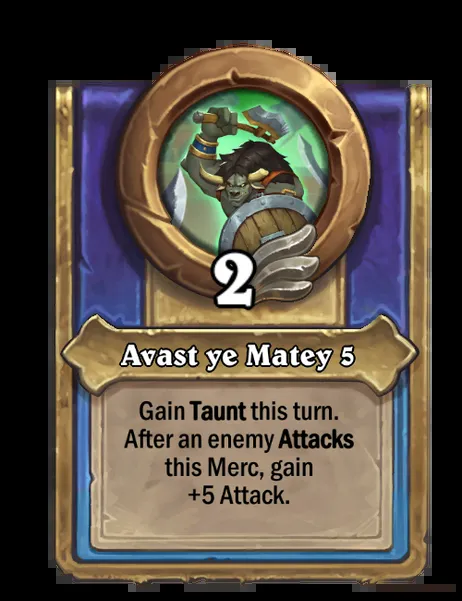 2
Avast ye Matey 5
Gain Taunt this turn.
After an enemy Attacks
this Merc, gain
+5 Attack.